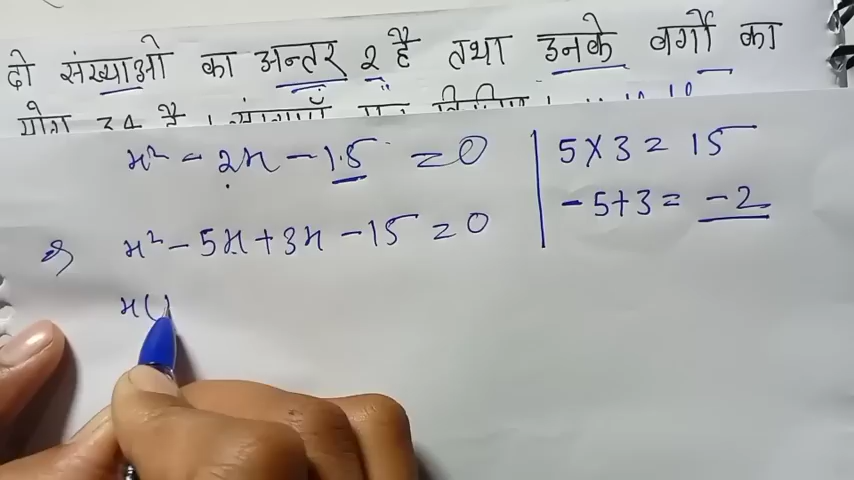 दो संख्याओ का अन्तर 2 है तथा उनके वर्गो का
योग 34 है ।
x² - 2x - 15 = 0
5 × 3 = 15
- 5 + 3 = - 2
⇒ x² - 5x + 3x - 15 = 0
x (